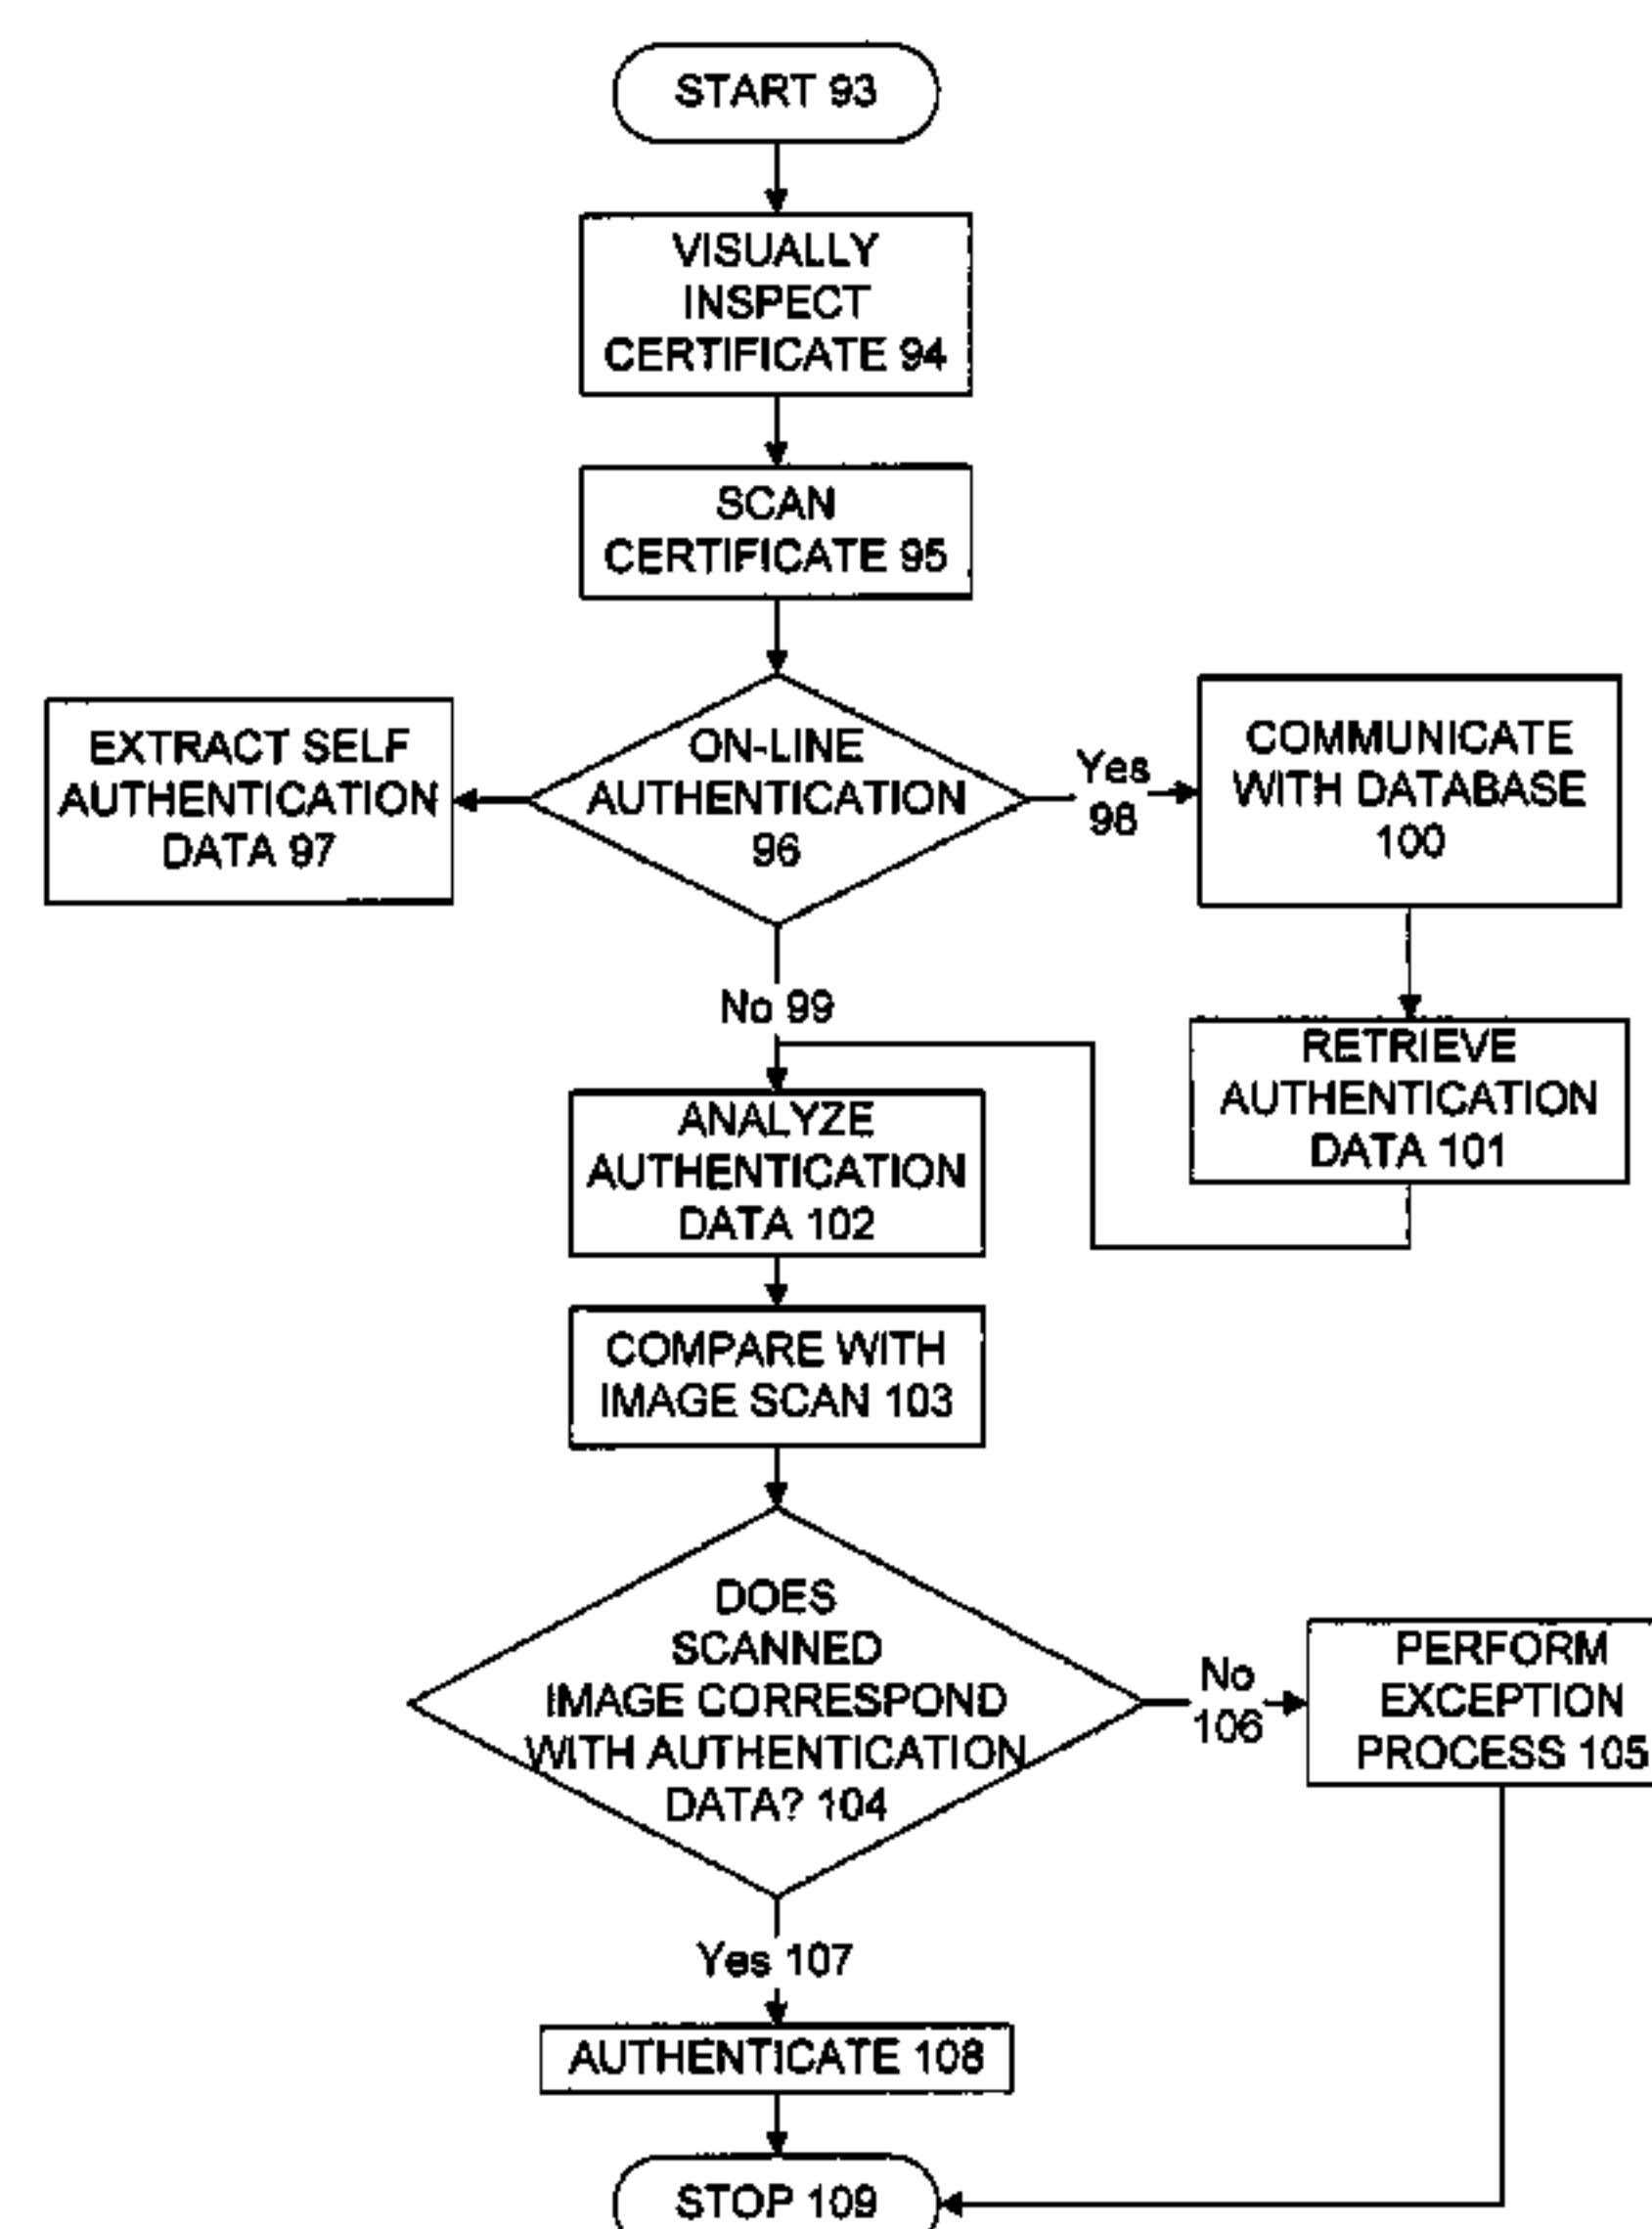 START 93
VISUALLY
INSPECT
CERTIFICATE 94
SCAN
CERTIFICATE 95
EXTRACT SELF
AUTHENTICATION
DATA 97
ON-LINE
AUTHENTICATION
96
Yes
98
COMMUNICATE
WITH DATABASE
100
No 99
RETRIEVE
AUTHENTICATION
DATA 101
ANALYZE
AUTHENTICATION
DATA 102
COMPARE WITH
IMAGE SCAN 103
DOES
SCANNED
IMAGE CORRESPOND
WITH AUTHENTICATION
DATA? 104
No
106
PERFORM
EXCEPTION
PROCESS 105
Yes 107
AUTHENTICATE 108
STOP 109